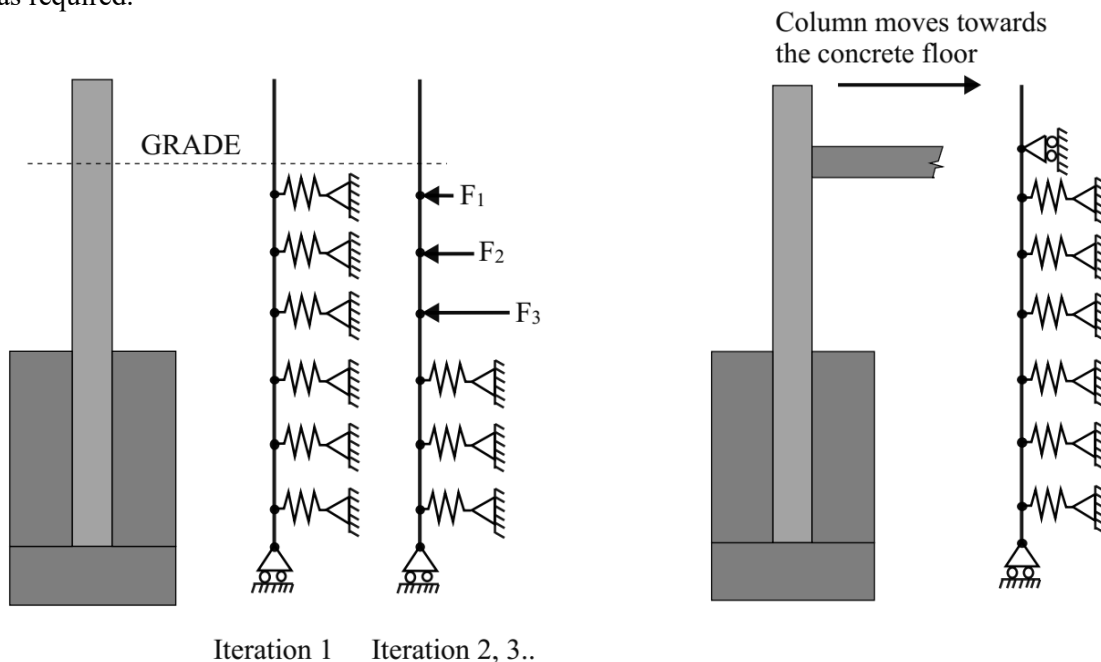 as required.
Column moves towards
the concrete floor
GRADE
F1
F2
F3
Iteration 1 Iteration 2, 3..